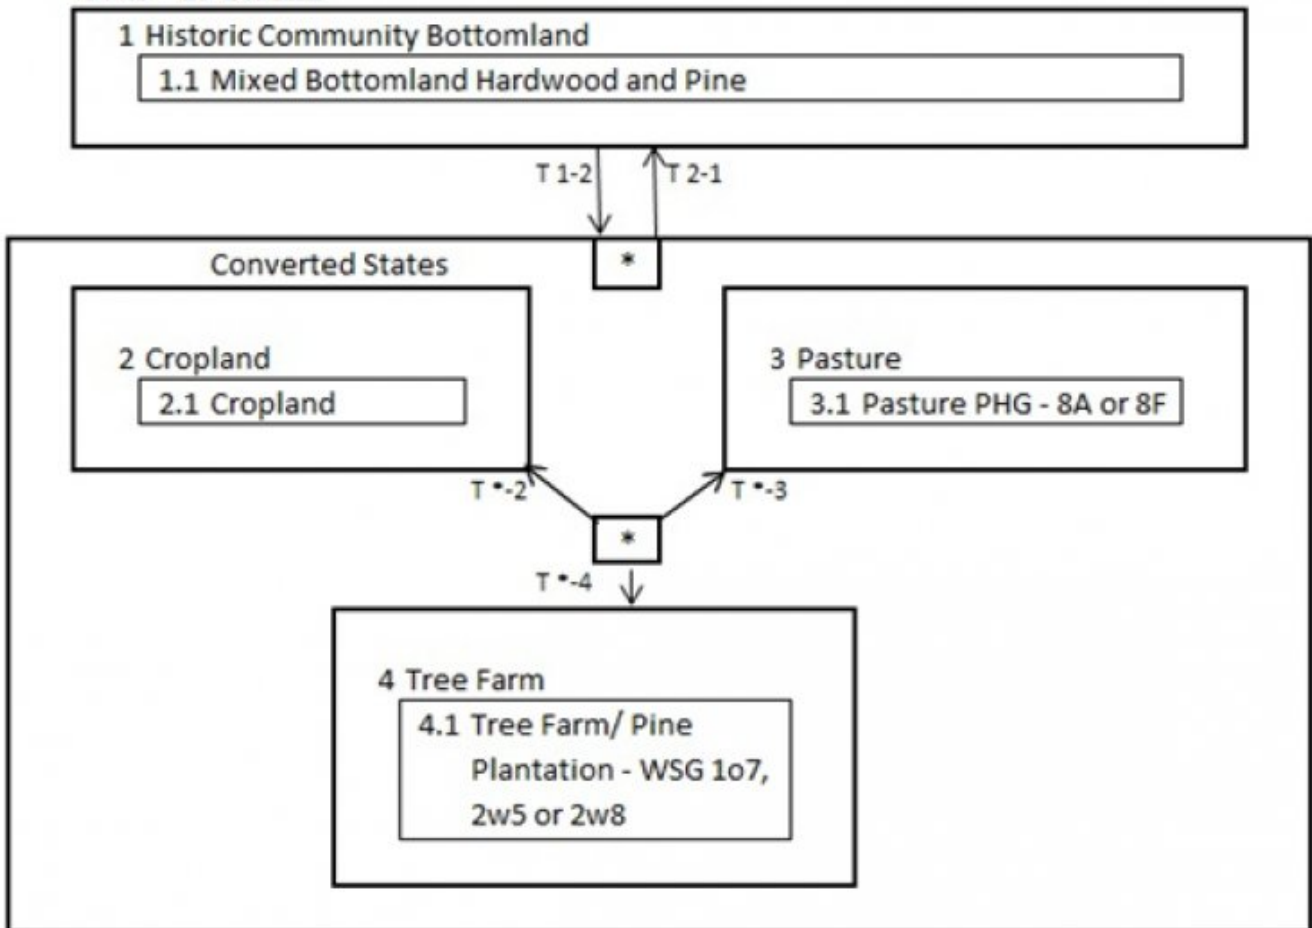 1 Historic Community Bottomland
1.1 Mixed Bottomland Hardwood and Pine
T 1-2
T 2-1
Converted States
*
2 Cropland
2.1 Cropland
3 Pasture
3.1 Pasture PHG - 8A or 8F
T *-2
T *-3
*
T *-4
4 Tree Farm
4.1 Tree Farm/ Pine
Plantation - WSG 1o7,
2w5 or 2w8